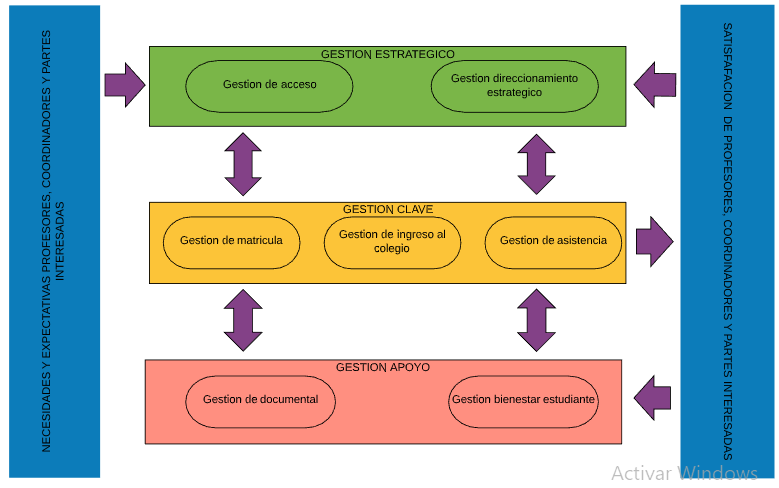 NECESIDADES Y EXPECTATIVAS PROFESORES, COORDINADORES Y PARTES
INTERESADAS
GESTION ESTRATEGICO
Gestion de acceso
Gestion direccionamiento
estrategico
GESTION CLAVE
Gestion de matricula
Gestion de ingreso al
colegio
Gestion de asistencia
GESTION APOYO
Gestion de documental
Gestion bienestar estudiante
SATISFAFACION DE PROFESORES, COORDINADORES Y PARTES INTERESADAS
Activar Windows